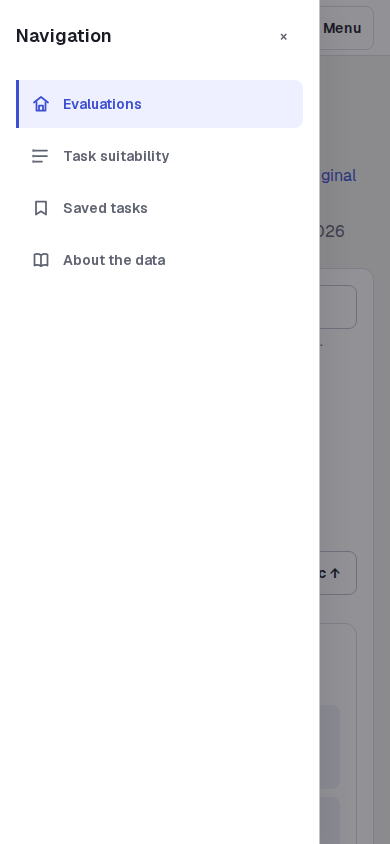 Navigation
×
Menu
Evaluations
Task suitability
ginal
Saved tasks
026
About the data
c ↑